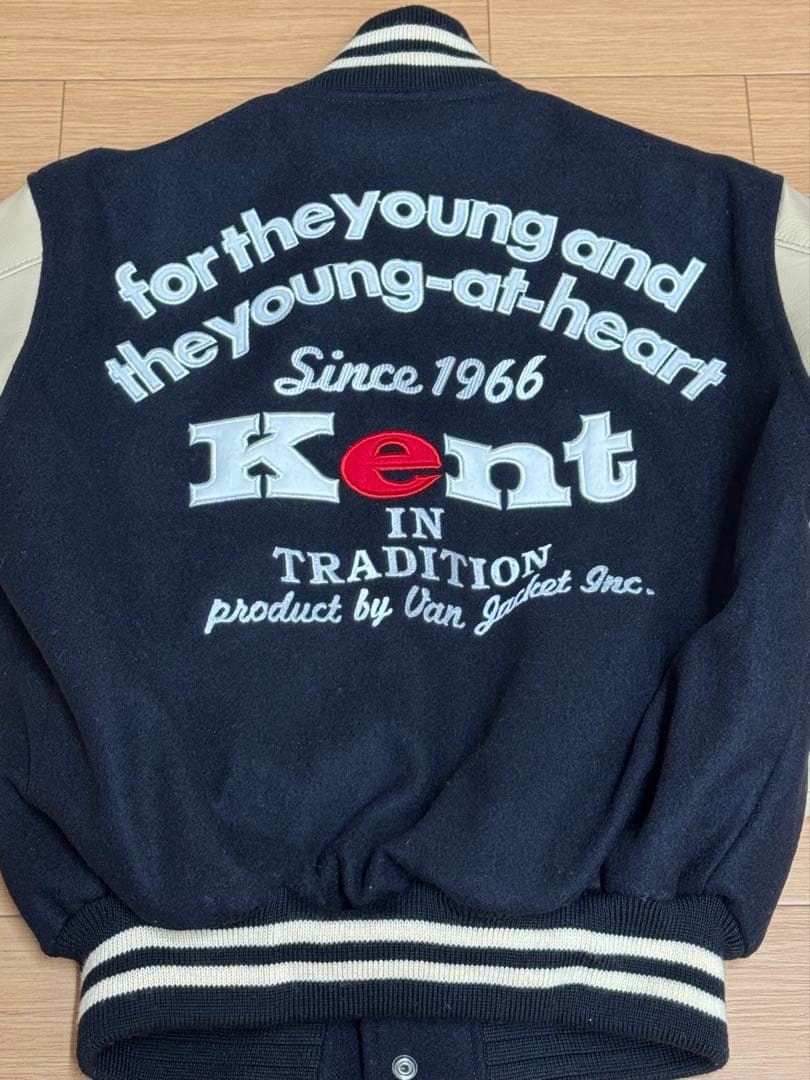 for the young and
the young-at-heart
Since 1966
Kent
IN
TRADITION
product by Van Jacket Inc.